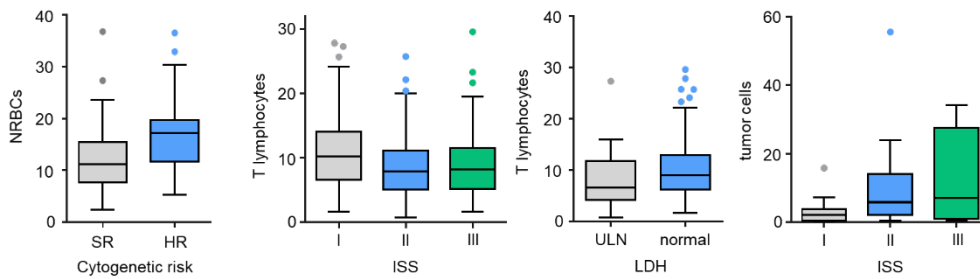 NRBCs
40
30
20
10
0
SR HR
Cytogenetic risk
T lymphocytes
30
20
10
0
I II III
ISS
T lymphocytes
40
30
20
10
0
ULN normal
LDH
tumor cells
60
40
20
0
I II III
ISS